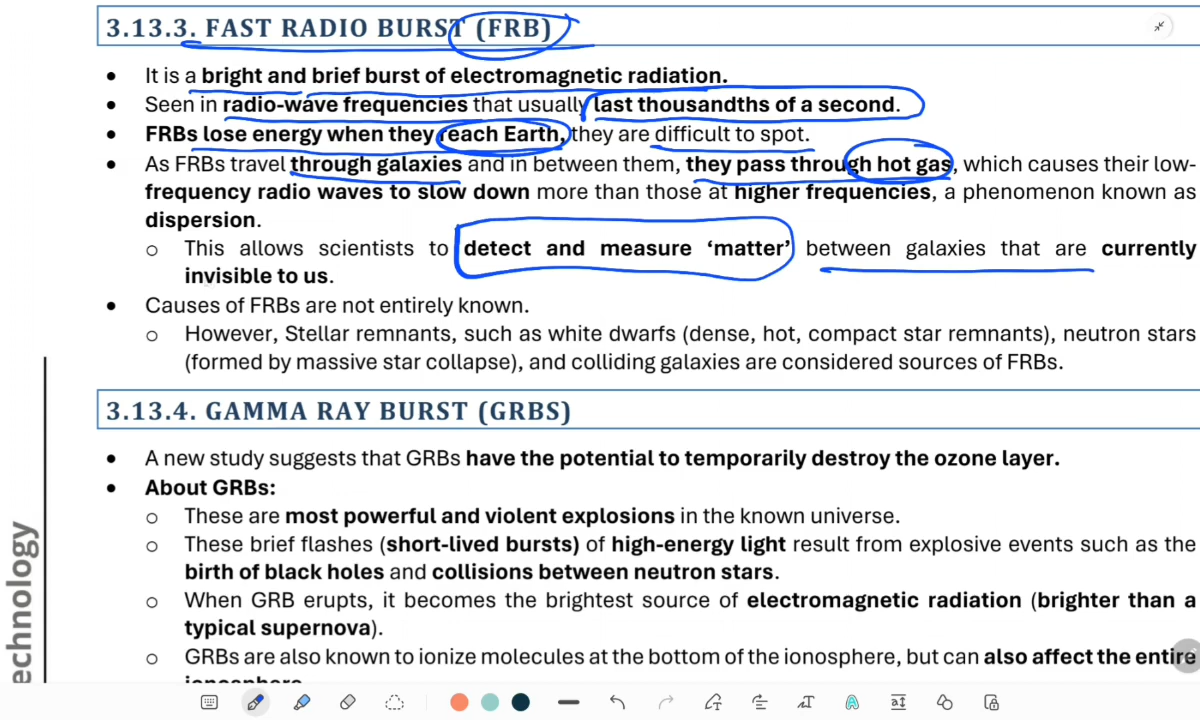 3.13.3. FAST RADIO BURST (FRB)
• It is a bright and brief burst of electromagnetic radiation.
• Seen in radio-wave frequencies that usually last thousandths of a second.
• FRBs lose energy when they reach Earth, they are difficult to spot.
• As FRBs travel through galaxies and in between them, they pass through hot gas, which causes their low-
frequency radio waves to slow down more than those at higher frequencies, a phenomenon known as
dispersion.
o This allows scientists to detect and measure ‘matter’ between galaxies that are currently
invisible to us.
• Causes of FRBs are not entirely known.
o However, Stellar remnants, such as white dwarfs (dense, hot, compact star remnants), neutron stars
(formed by massive star collapse), and colliding galaxies are considered sources of FRBs.
3.13.4. GAMMA RAY BURST (GRBS)
• A new study suggests that GRBs have the potential to temporarily destroy the ozone layer.
• About GRBs:
o These are most powerful and violent explosions in the known universe.
o These brief flashes (short-lived bursts) of high-energy light result from explosive events such as the
birth of black holes and collisions between neutron stars.
o When GRB erupts, it becomes the brightest source of electromagnetic radiation (brighter than a
typical supernova).
o GRBs are also known to ionize molecules at the bottom of the ionosphere, but can also affect the entire
ionosphere.
echnology